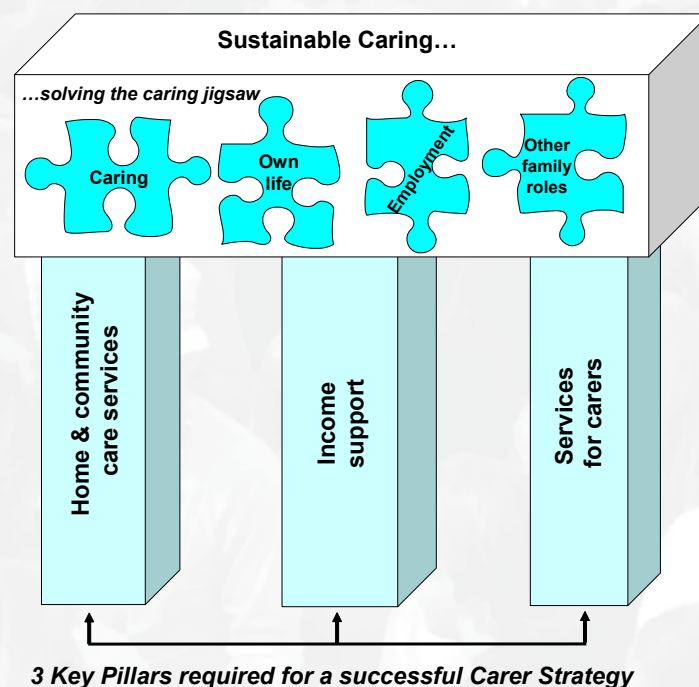 Sustainable Caring…
…solving the caring jigsaw
Caring
Own
life
Employment
Other
family
roles
Home & community
care services
Income
support
Services
for carers
3 Key Pillars required for a successful Carer Strategy